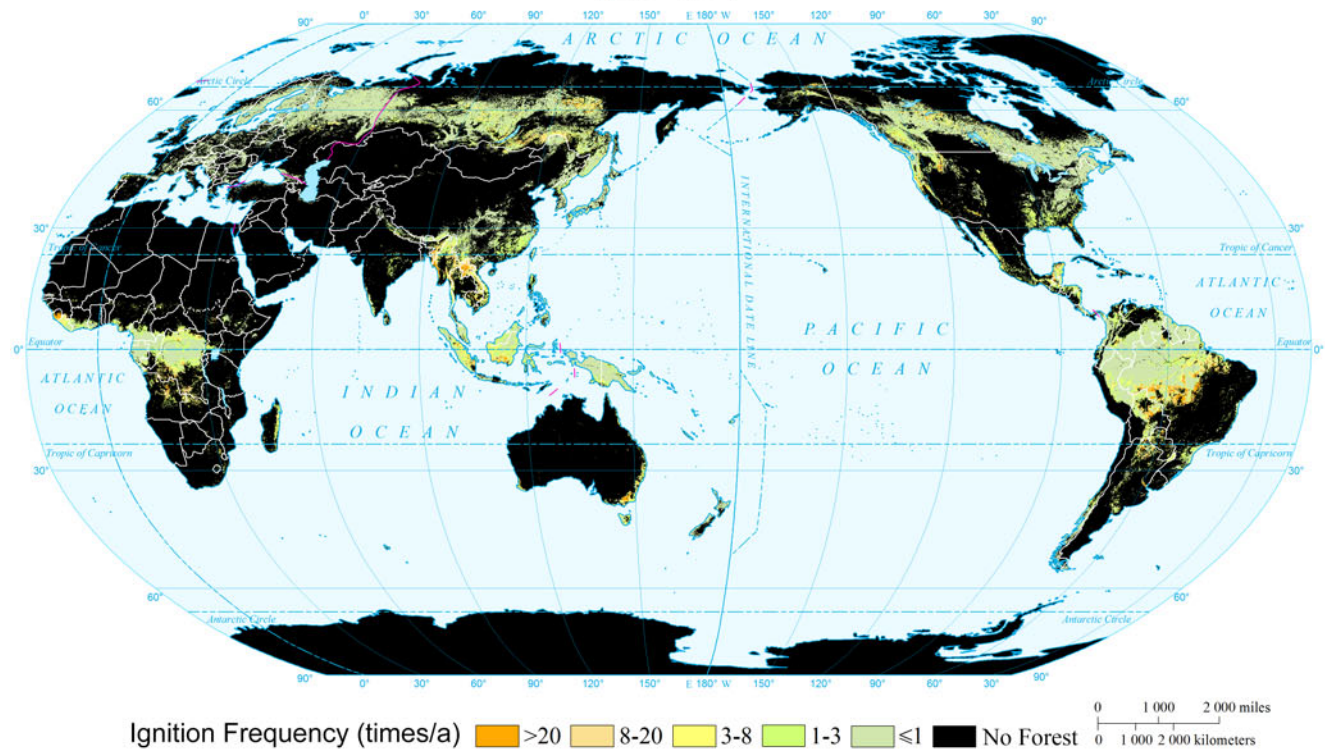 90° 60° 30° 0° 30° 60° 90° 120° 150° E 180° W 150° 120° 90° 60° 30° 0° 30° 90°
ARCTIC OCEAN
Arctic Circle
Arctic Circle
60°
60°
INTERNATIONAL DATE LINE
30°
30°
Tropic of Cancer
Tropic of Cancer
ATLANTIC
OCEAN
PACIFIC
OCEAN
Equator
Equator
0°
0°
ATLANTIC
OCEAN
INDIAN
OCEAN
Tropic of Capricorn
Tropic of Capricorn
30°
30°
60°
60°
Antarctic Circle
Antarctic Circle
90° 0° 30° 60° 90° 120° 150° E 180° W 150° 120° 90° 60° 30° 90°
Ignition Frequency (times/a) >20 8-20 3-8 1-3 ≤1 No Forest
0 1 000 2 000 miles
0 1 000 2 000 kilometers